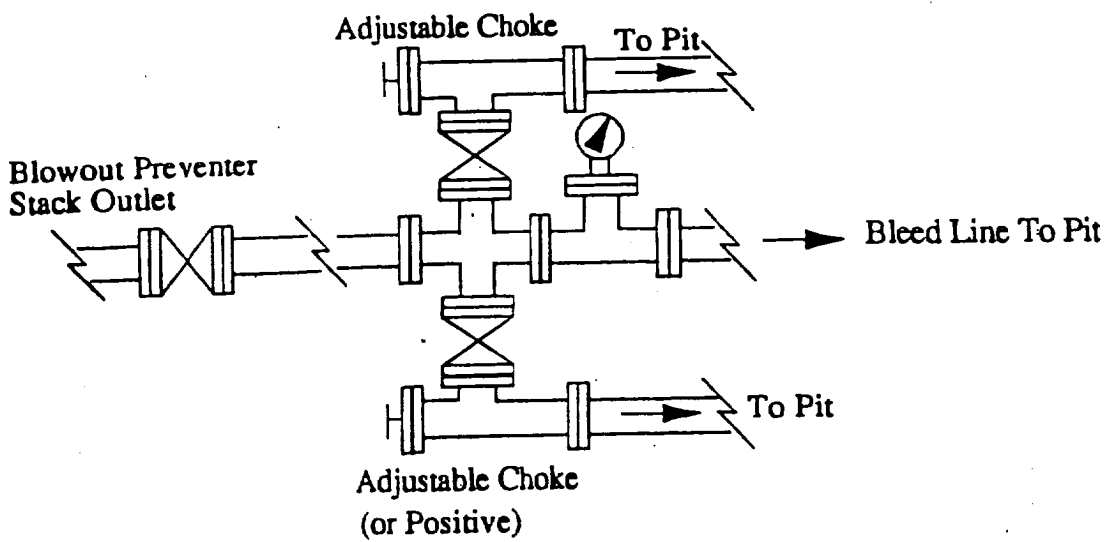 Adjustable Choke
To Pit
Blowout Preventer
Stack Outlet
Bleed Line To Pit
To Pit
Adjustable Choke
(or Positive)